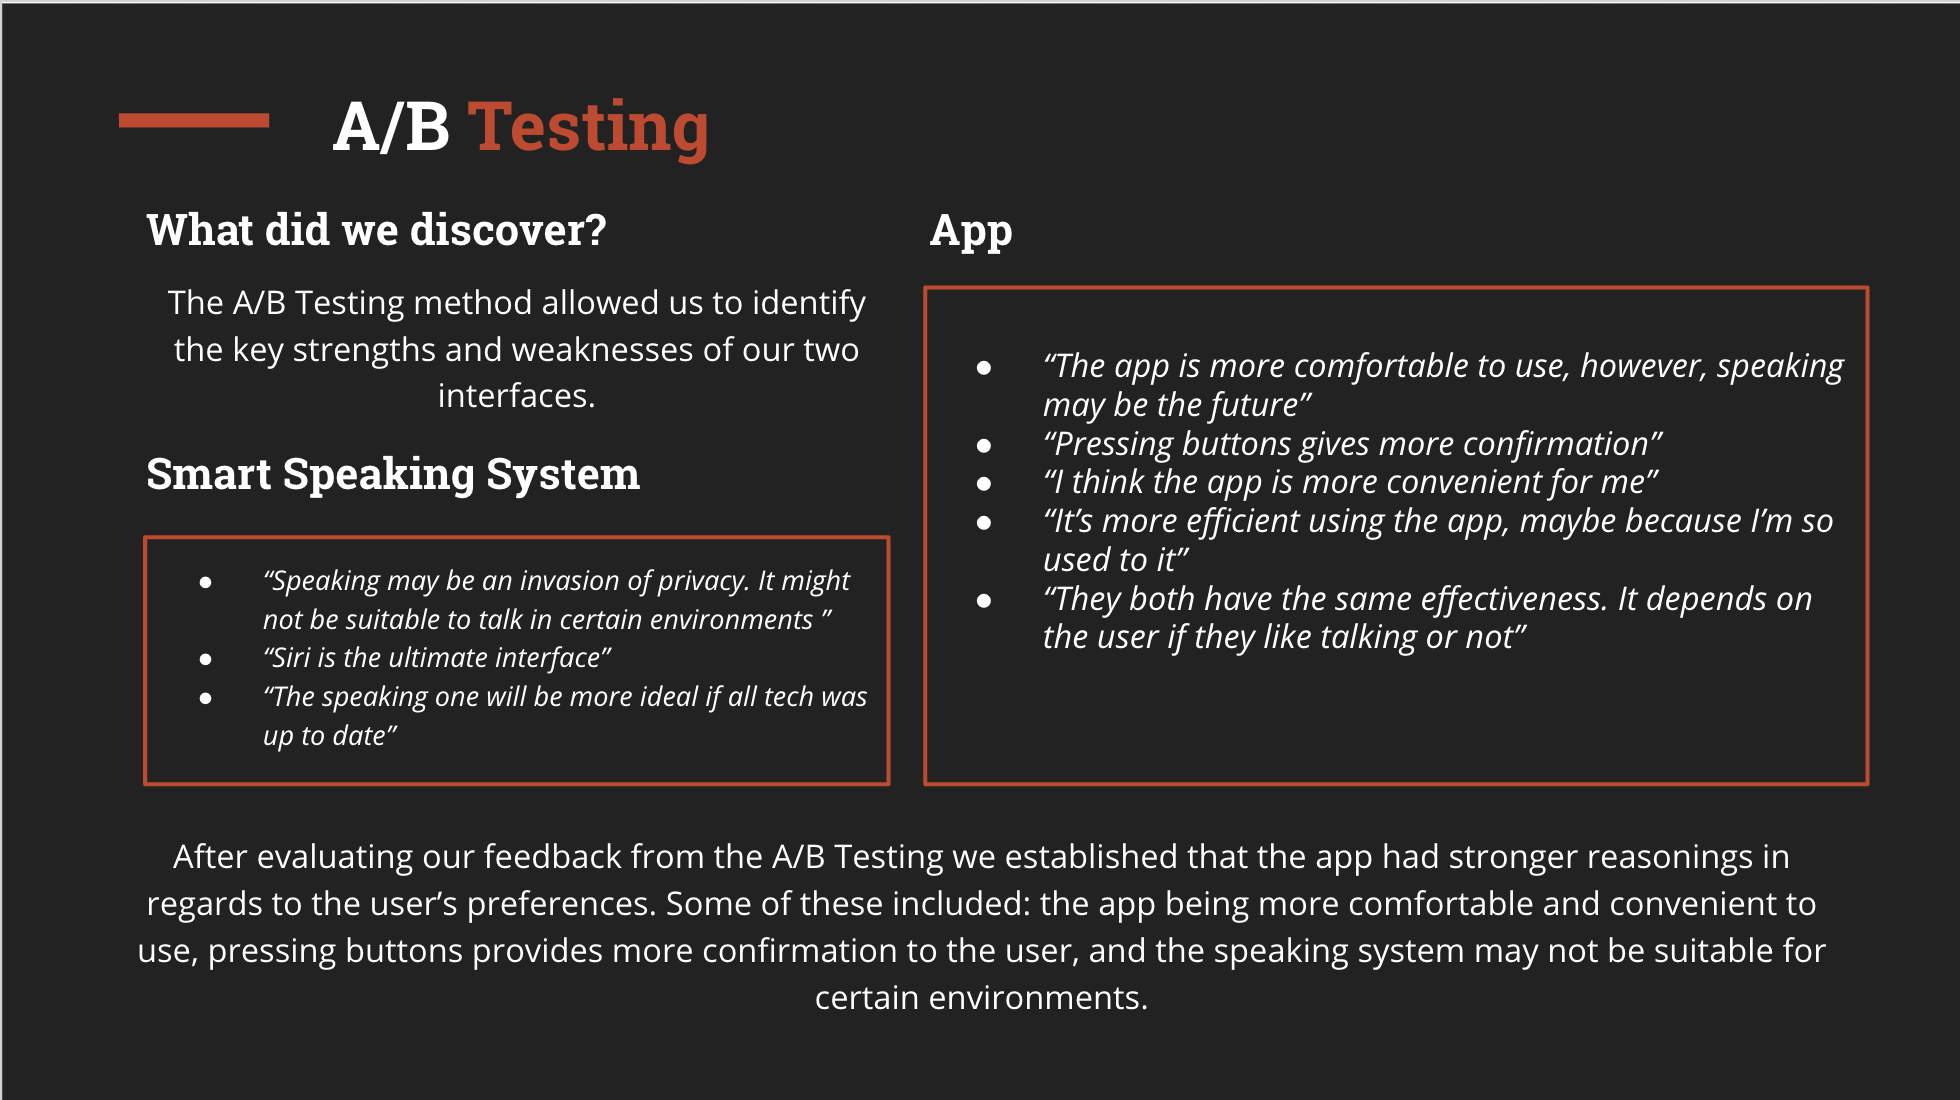 A/B Testing
What did we discover?
The A/B Testing method allowed us to identify
the key strengths and weaknesses of our two
interfaces.
Smart Speaking System
● “Speaking may be an invasion of privacy. It might
not be suitable to talk in certain environments ”
● “Siri is the ultimate interface”
● “The speaking one will be more ideal if all tech was
up to date”
App
● “The app is more comfortable to use, however, speaking
may be the future”
● “Pressing buttons gives more confirmation”
● “I think the app is more convenient for me”
● “It’s more efficient using the app, maybe because I’m so
used to it”
● “They both have the same effectiveness. It depends on
the user if they like talking or not”
After evaluating our feedback from the A/B Testing we established that the app had stronger reasonings in
regards to the user’s preferences. Some of these included: the app being more comfortable and convenient to
use, pressing buttons provides more confirmation to the user, and the speaking system may not be suitable for
certain environments.